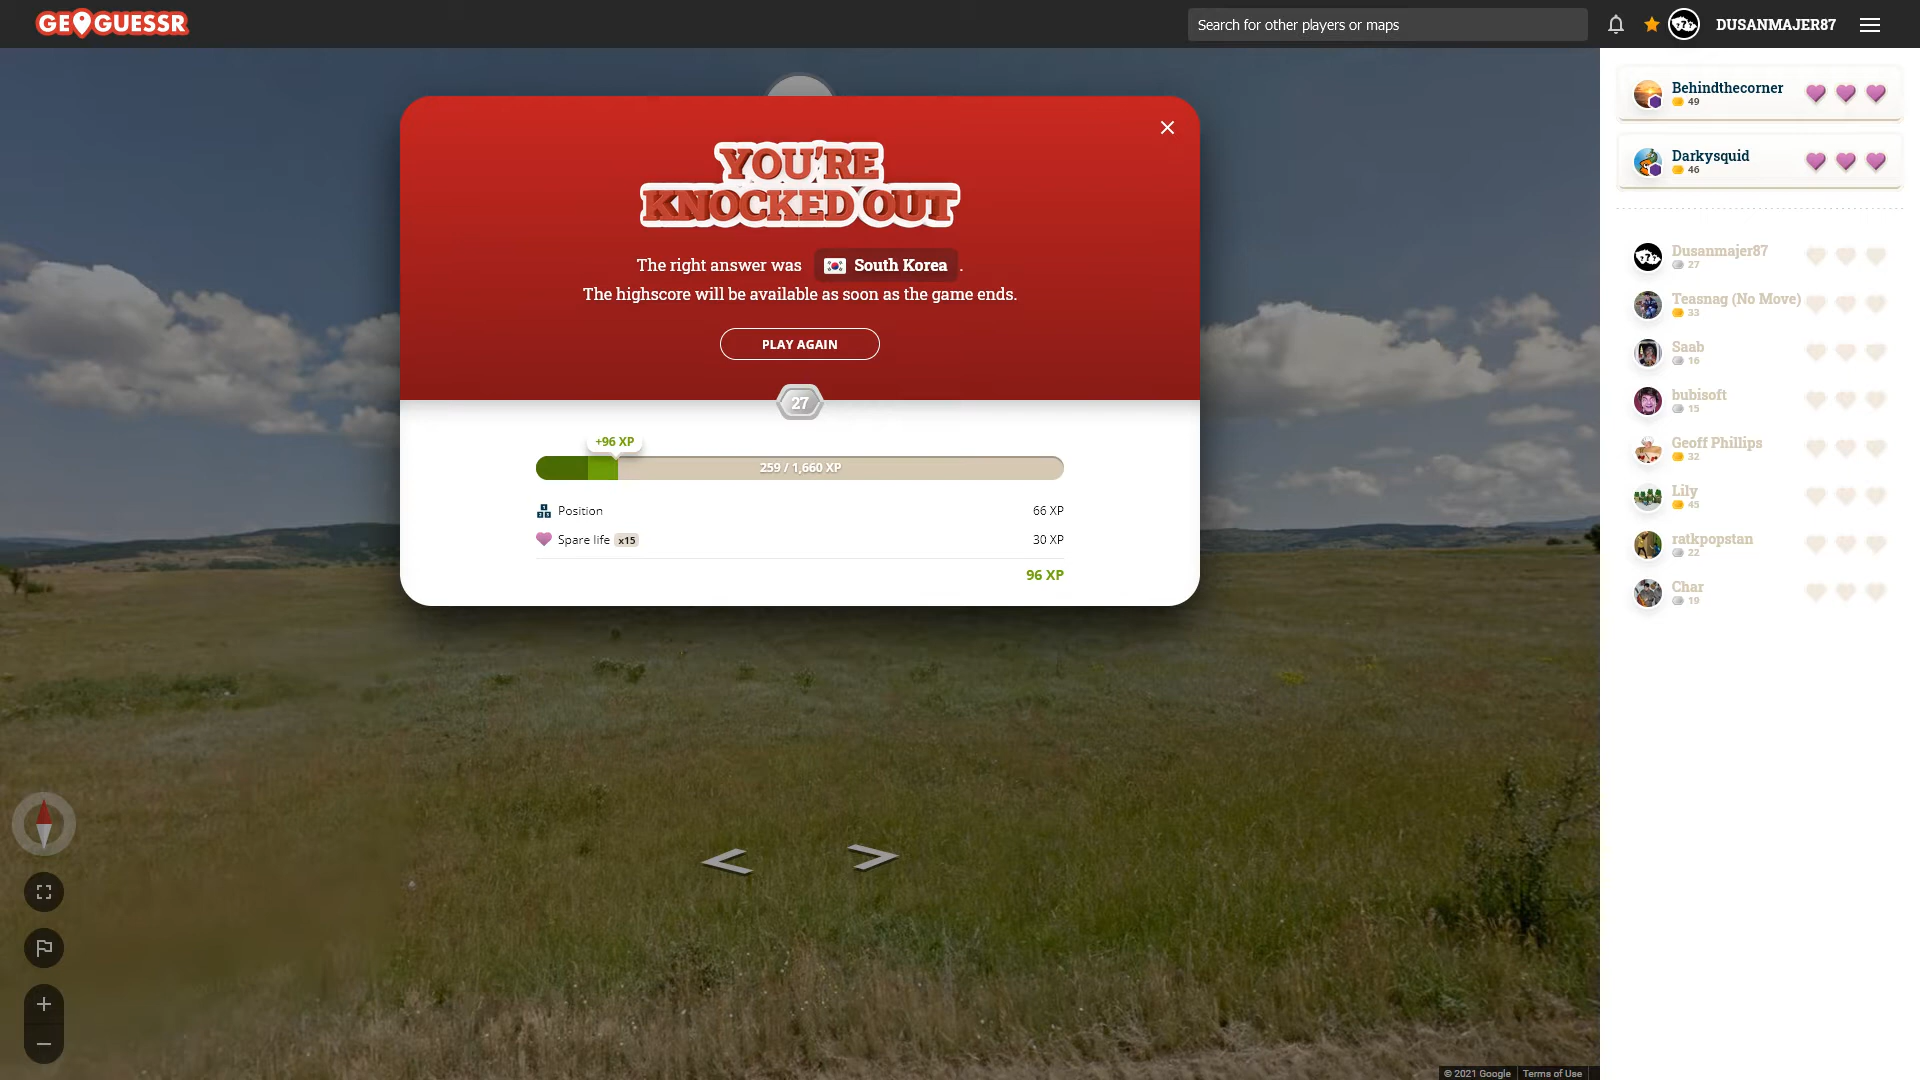 GEOGUESSR
Search for other players or maps
DUSANMAJER87
YOU'RE
KNOCKED OUT
The right answer was South Korea .
The highscore will be available as soon as the game ends.
PLAY AGAIN
27
+96 XP
259 / 1,660 XP
Position 66 XP
Spare life x15 30 XP
96 XP
Behindthecorner
49
Darkysquid
46
Dusanmajer87
27
Teasnag (No Move)
33
Saab
16
bubisoft
15
Geoff Phillips
32
Lily
45
ratkpopstan
22
Char
19
© 2021 Google Terms of Use